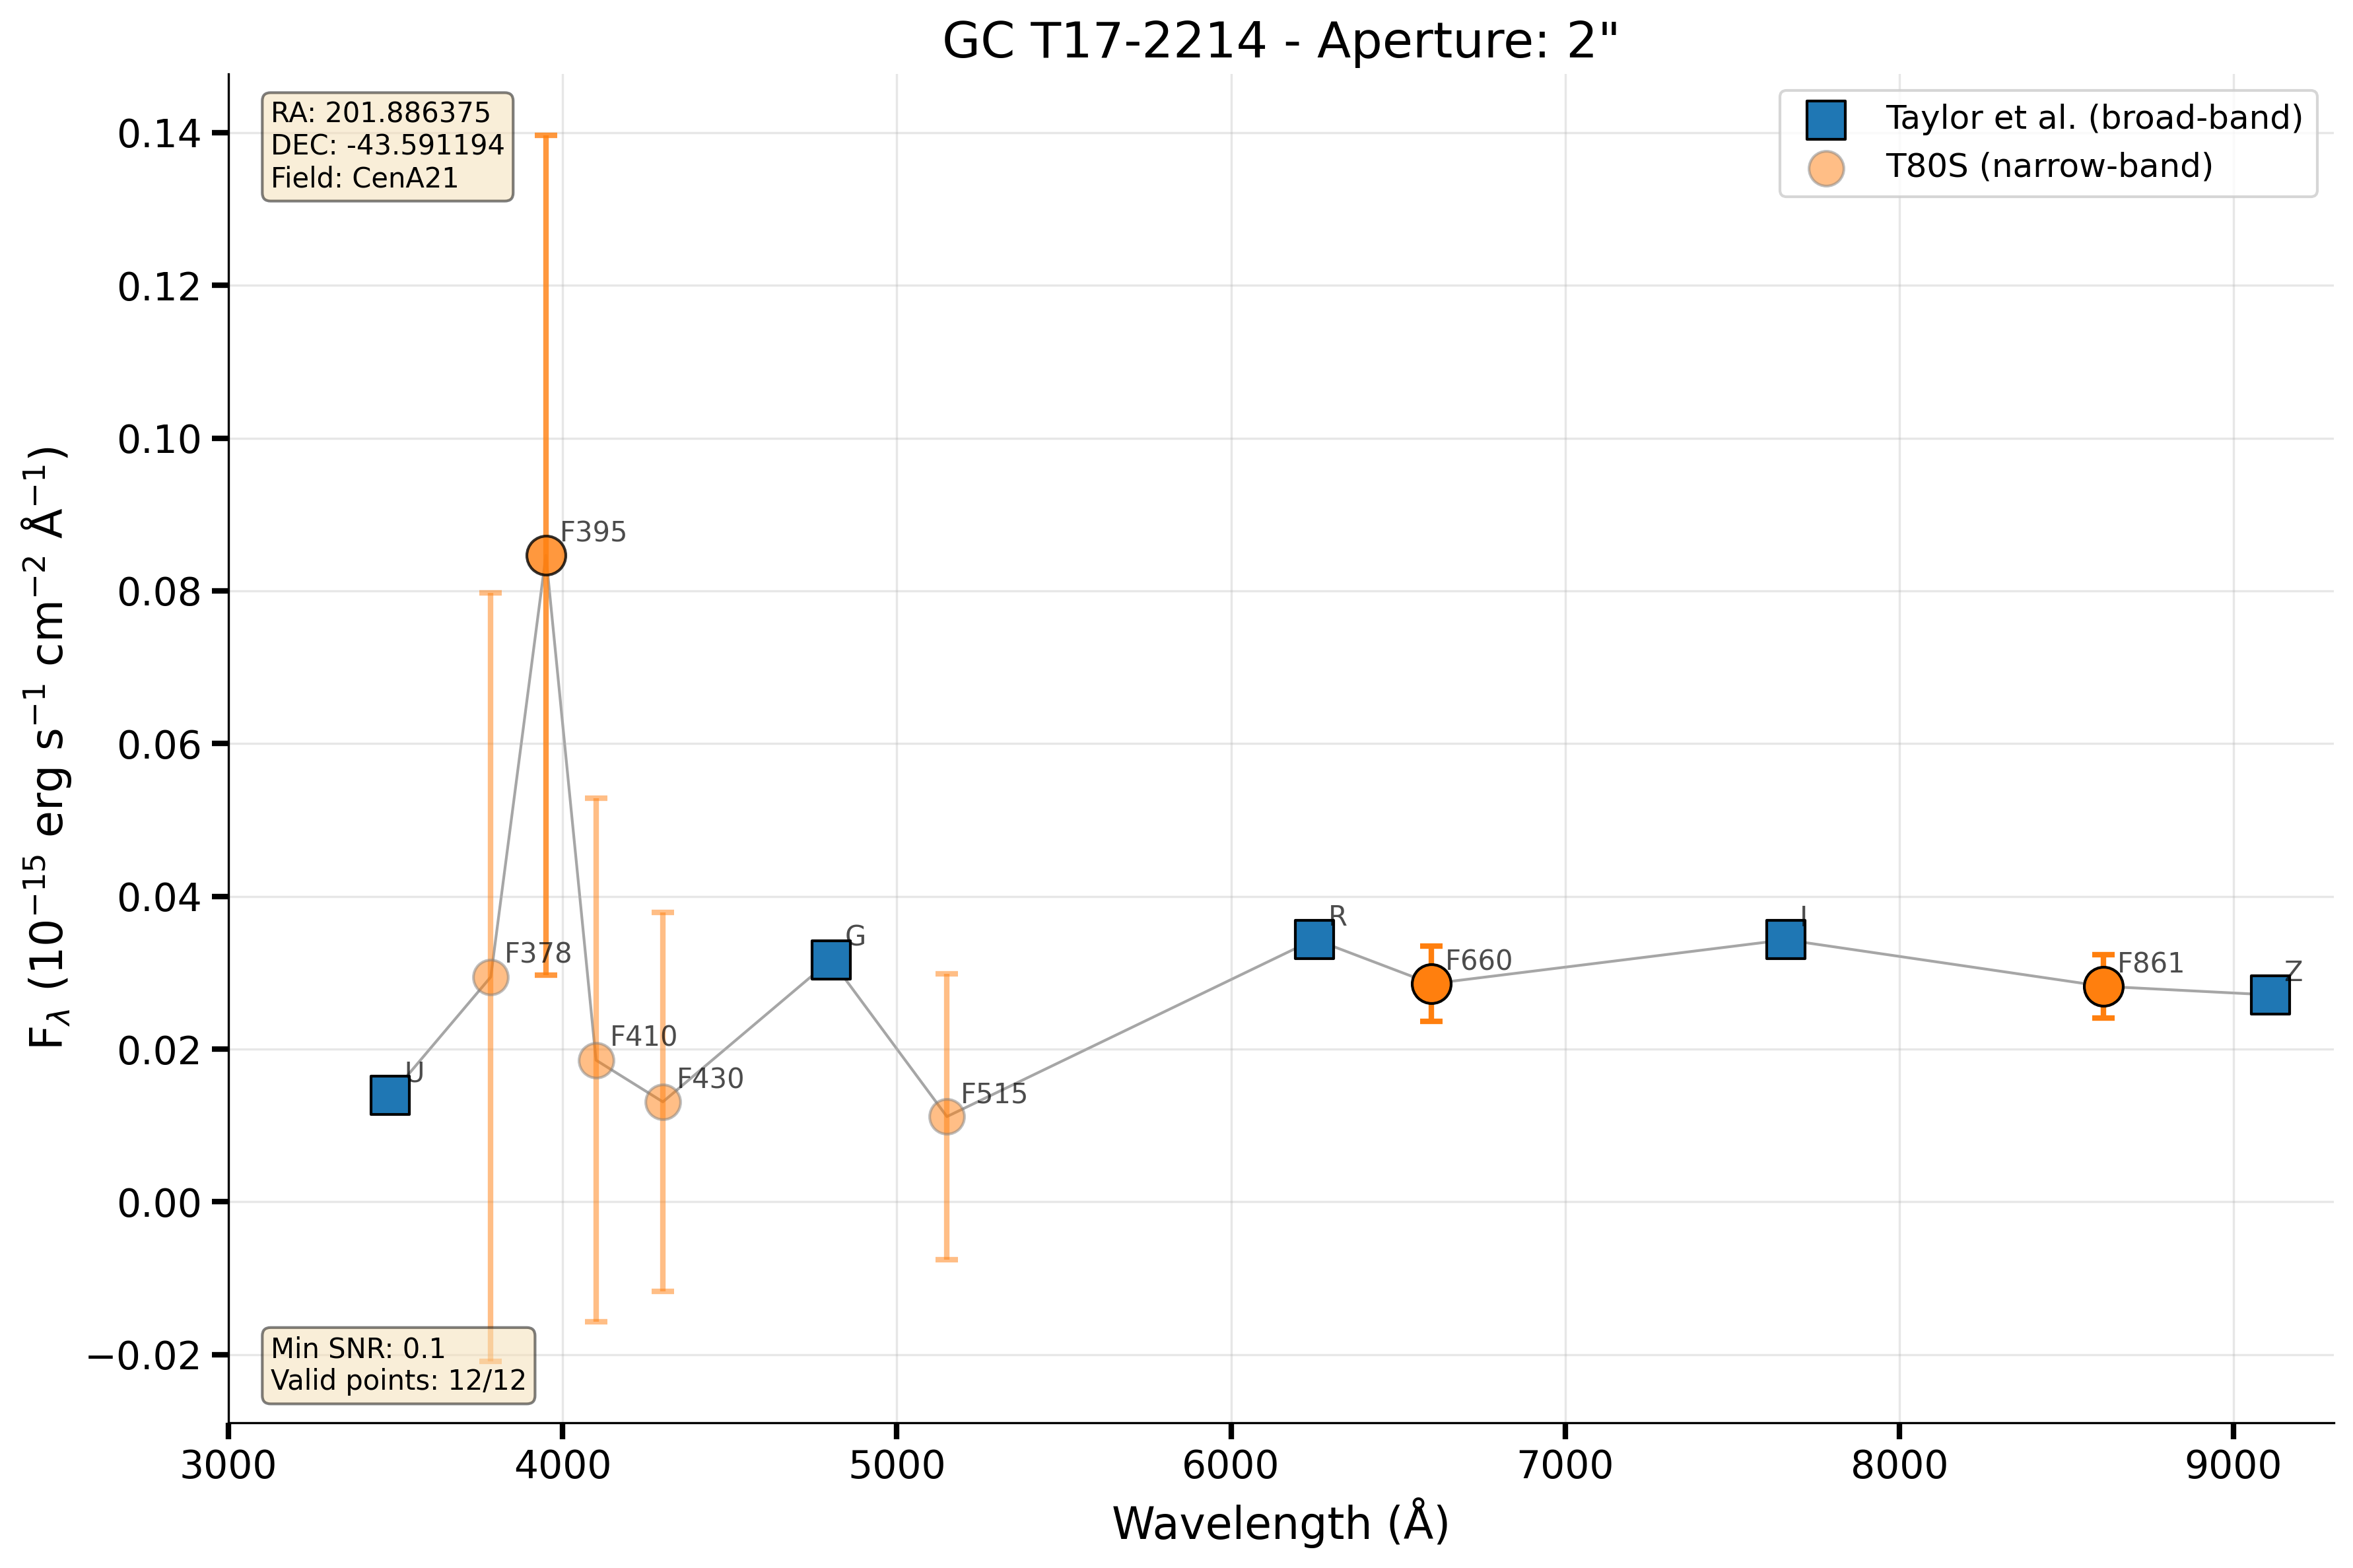 GC T17-2214 - Aperture: 2"
RA: 201.886375
DEC: -43.591194
Field: CenA21
Taylor et al. (broad-band)
T80S (narrow-band)
0.14
0.12
0.10
0.08
0.06
0.04
0.02
0.00
−0.02
F_λ (10⁻¹⁵ erg s⁻¹ cm⁻² Å⁻¹)
U
F378
F395
F410
F430
G
F515
R
F660
I
F861
Z
Min SNR: 0.1
Valid points: 12/12
3000
4000
5000
6000
7000
8000
9000
Wavelength (Å)